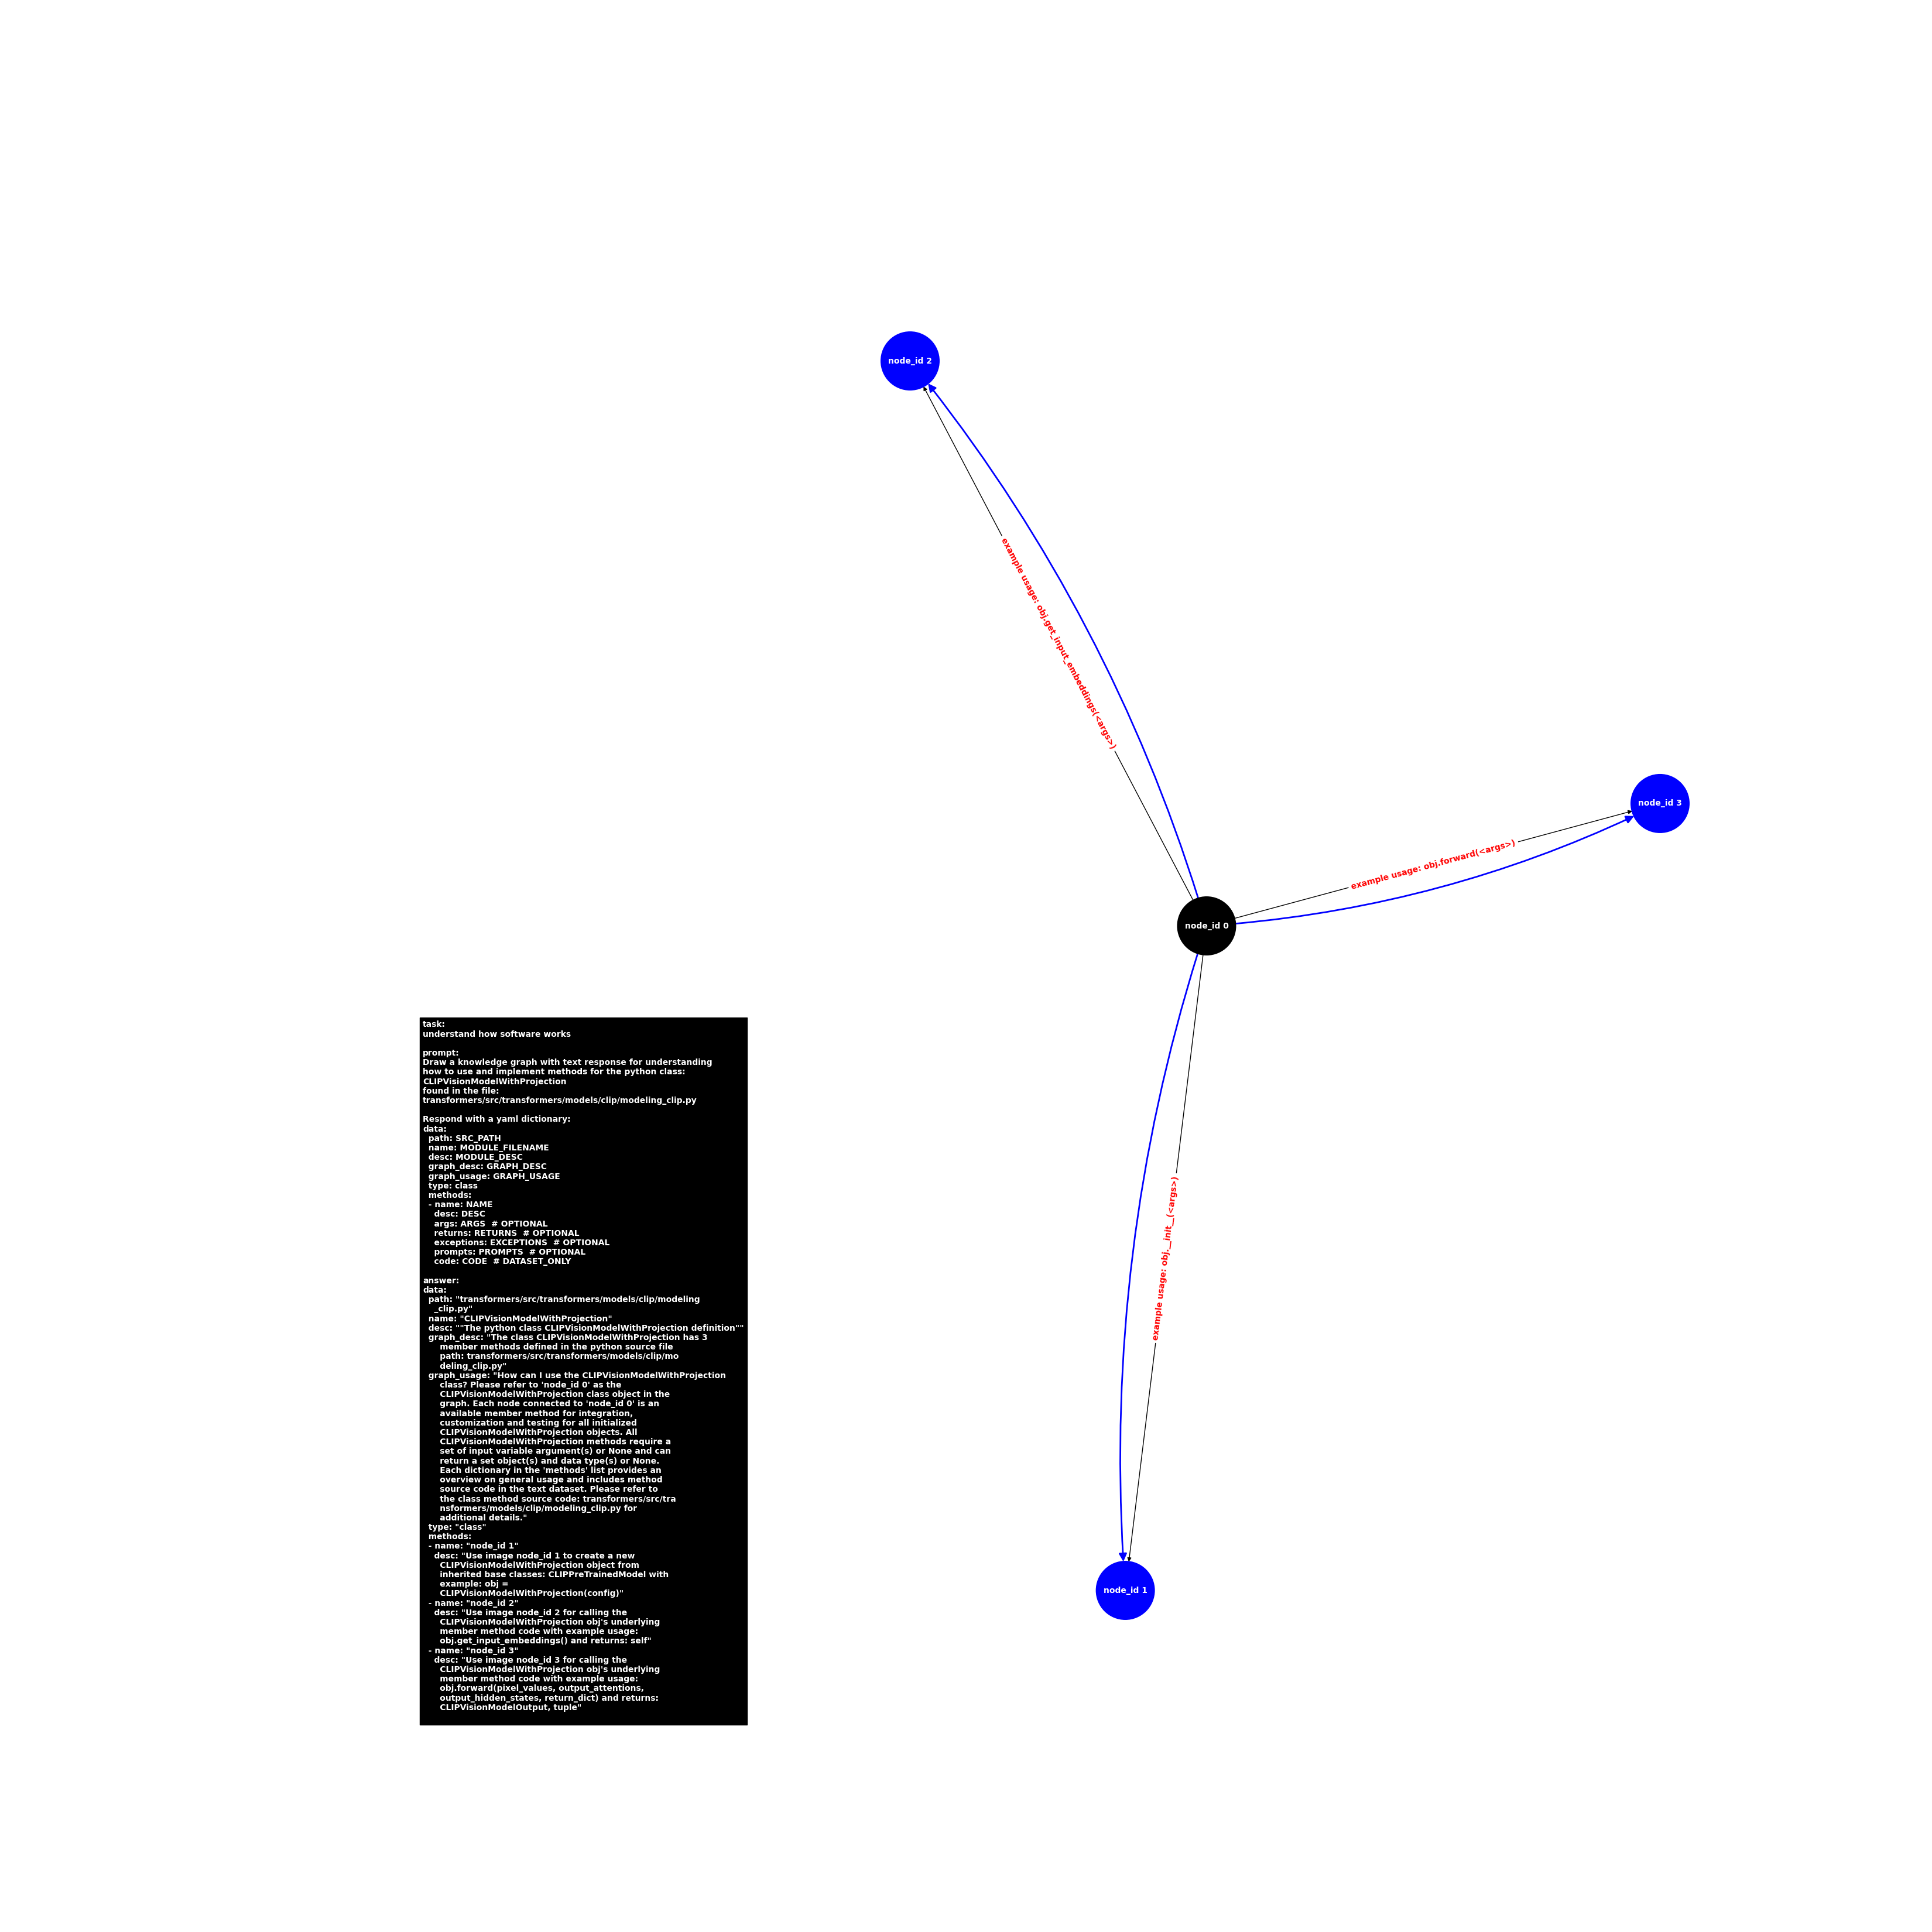 node_id 2
example usage: obj.get_input_embeddings(<args>)
node_id 3
example usage: obj.forward(<args>)
node_id 0
example usage: obj.__init__(<args>)
node_id 1
task:
understand how software works

prompt:
Draw a knowledge graph with text response for understanding
how to use and implement methods for the python class:
CLIPVisionModelWithProjection
found in the file:
transformers/src/transformers/models/clip/modeling_clip.py

Respond with a yaml dictionary:
data:
  path: SRC_PATH
  name: MODULE_FILENAME
  desc: MODULE_DESC
  graph_desc: GRAPH_DESC
  graph_usage: GRAPH_USAGE
  type: class
  methods:
  - name: NAME
    desc: DESC
    args: ARGS  # OPTIONAL
    returns: RETURNS  # OPTIONAL
    exceptions: EXCEPTIONS  # OPTIONAL
    prompts: PROMPTS  # OPTIONAL
    code: CODE  # DATASET_ONLY

answer:
data:
  path: "transformers/src/transformers/models/clip/modeling
    _clip.py"
  name: "CLIPVisionModelWithProjection"
  desc: ""The python class CLIPVisionModelWithProjection definition""
  graph_desc: "The class CLIPVisionModelWithProjection has 3
      member methods defined in the python source file
      path: transformers/src/transformers/models/clip/mo
      deling_clip.py"
  graph_usage: "How can I use the CLIPVisionModelWithProjection
      class? Please refer to 'node_id 0' as the
      CLIPVisionModelWithProjection class object in the
      graph. Each node connected to 'node_id 0' is an
      available member method for integration,
      customization and testing for all initialized
      CLIPVisionModelWithProjection objects. All
      CLIPVisionModelWithProjection methods require a
      set of input variable argument(s) or None and can
      return a set object(s) and data type(s) or None.
      Each dictionary in the 'methods' list provides an
      overview on general usage and includes method
      source code in the text dataset. Please refer to
      the class method source code: transformers/src/tra
      nsformers/models/clip/modeling_clip.py for
      additional details."
  type: "class"
  methods:
  - name: "node_id 1"
    desc: "Use image node_id 1 to create a new
      CLIPVisionModelWithProjection object from
      inherited base classes: CLIPPreTrainedModel with
      example: obj =
      CLIPVisionModelWithProjection(config)"
  - name: "node_id 2"
    desc: "Use image node_id 2 for calling the
      CLIPVisionModelWithProjection obj's underlying
      member method code with example usage:
      obj.get_input_embeddings() and returns: self"
  - name: "node_id 3"
    desc: "Use image node_id 3 for calling the
      CLIPVisionModelWithProjection obj's underlying
      member method code with example usage:
      obj.forward(pixel_values, output_attentions,
      output_hidden_states, return_dict) and returns:
      CLIPVisionModelOutput, tuple"